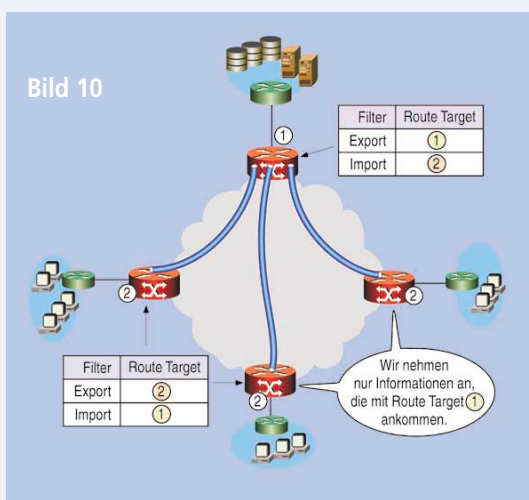 Bild 10
Filter Route Target
Export 1
Import 2
1
2
2
Filter Route Target
Export 2
Import 1
2
Wir nehmen
nur Informationen an,
die mit Route Target 1
ankommen.